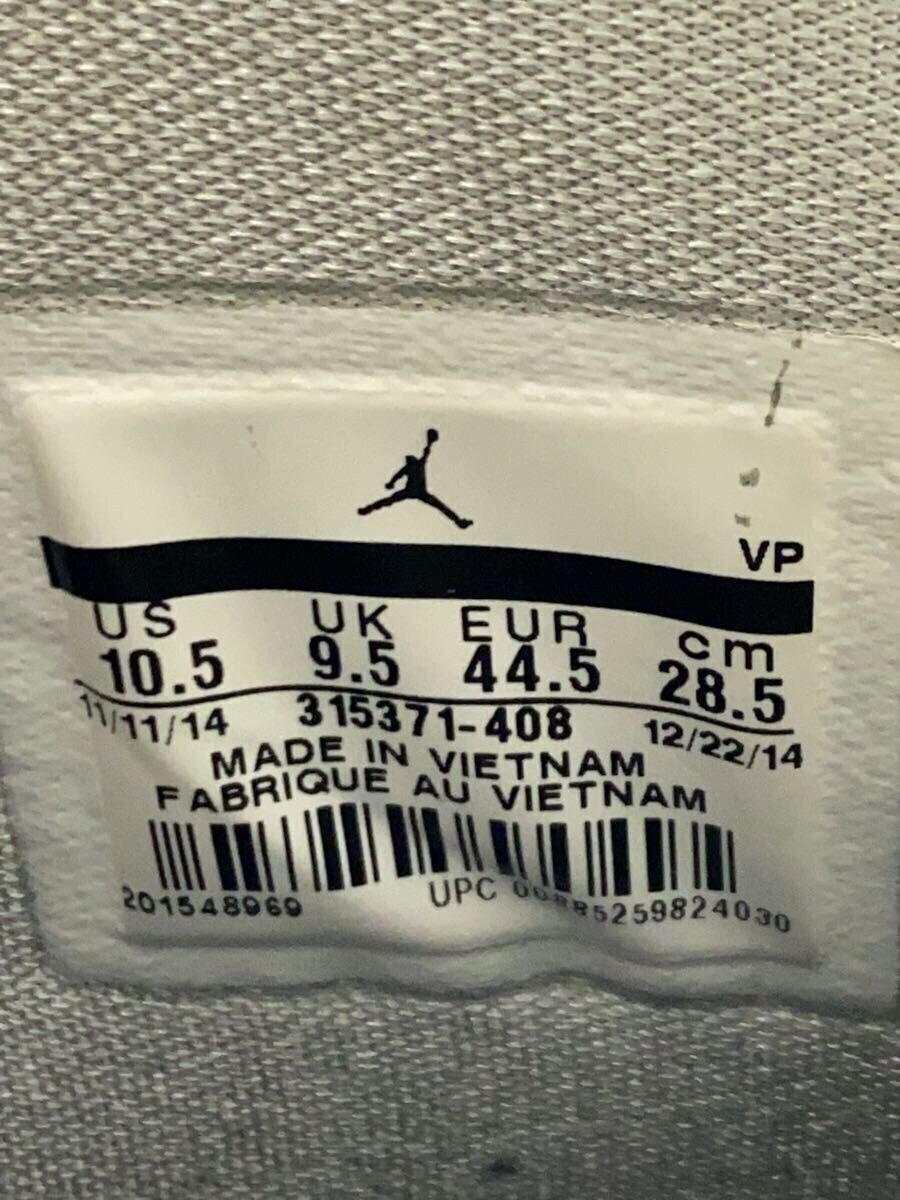 VP
US UK EUR cm
10.5 9.5 44.5 28.5
11/11/14 315371-408 12/22/14
MADE IN VIETNAM
FABRIQUE AU VIETNAM
201548969 UPC 00885259824030